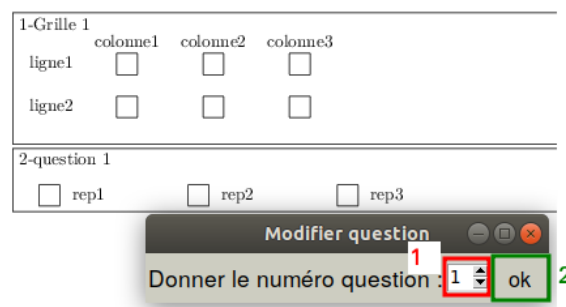 1-Grille 1
colonne1 colonne2 colonne3
ligne1
ligne2
2-question 1
rep1 rep2 rep3
Modifier question
1
Donner le numéro question : 1 ok 2